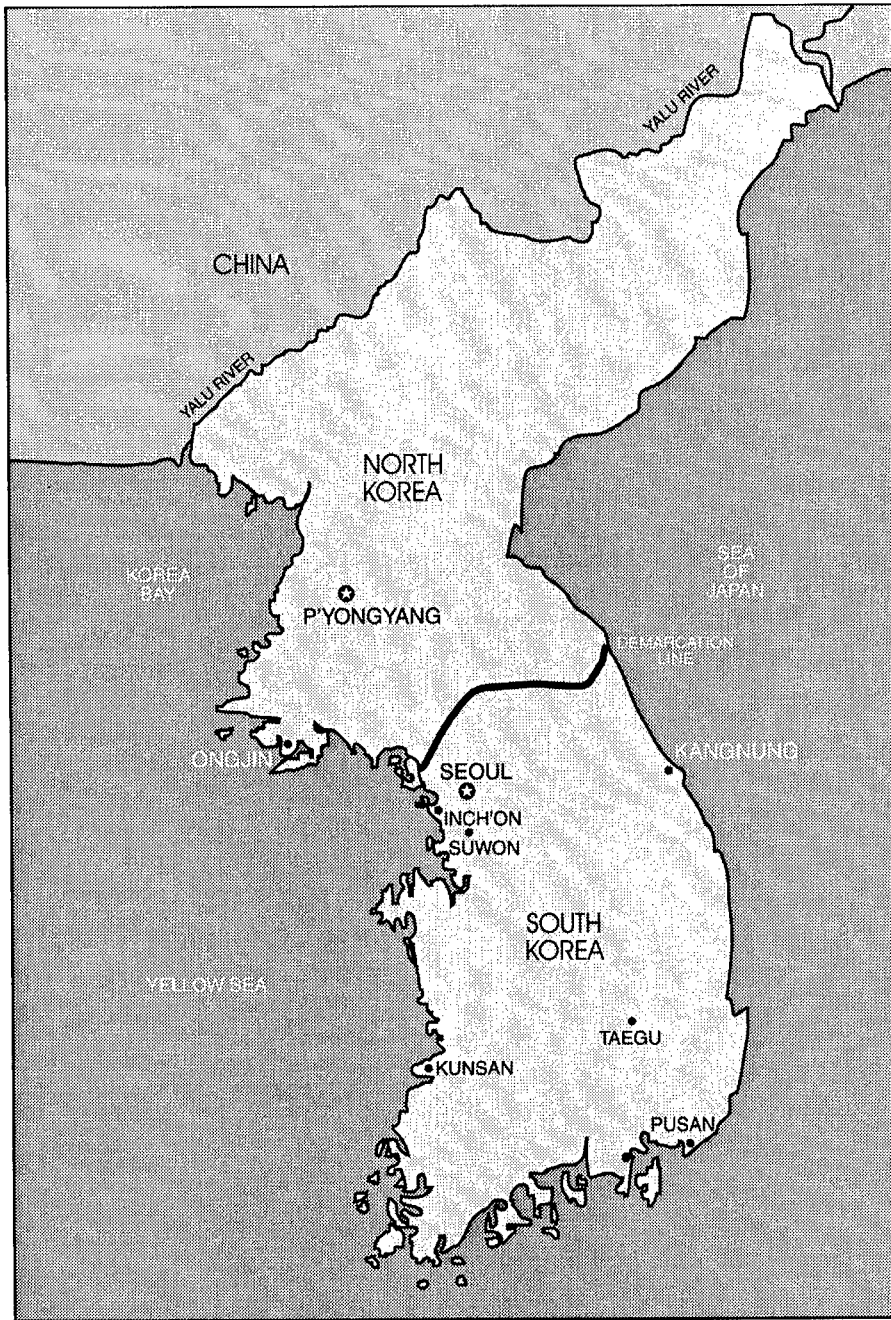 YALU RIVER
CHINA
YALU RIVER
NORTH
KOREA
KOREA
BAY
SEA
OF
JAPAN
P'YONGYANG
DEMARCATION
LINE
ONGJIN
SEOUL
KANGNUNG
INCH'ON
SUWON
SOUTH
KOREA
YELLOW SEA
TAEGU
KUNSAN
PUSAN